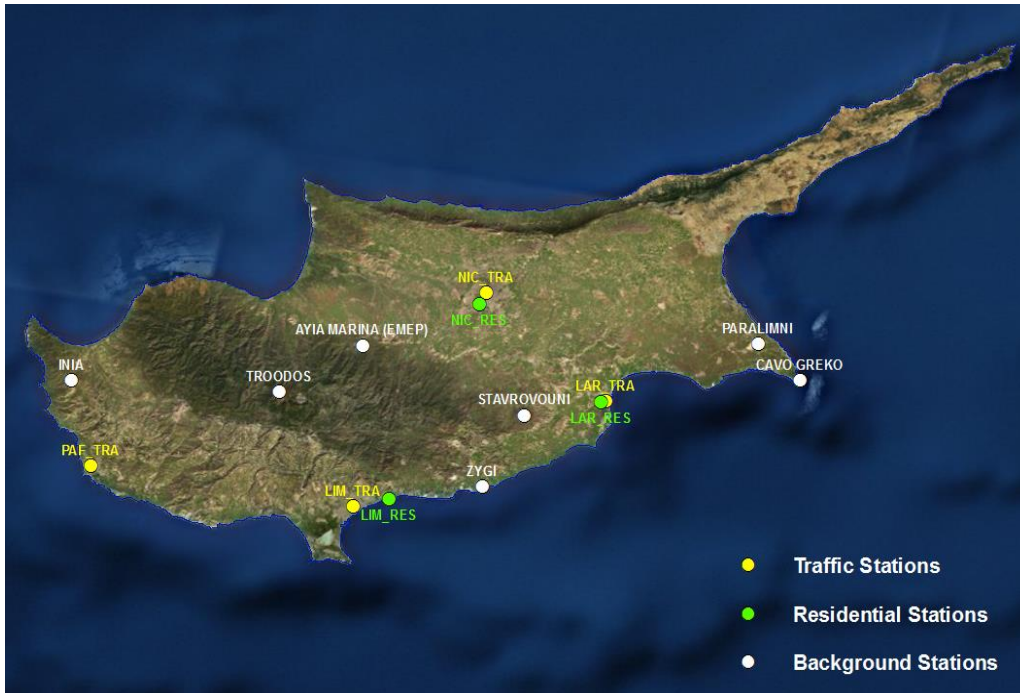 NIC_TRA
NIC_RES
AYIA MARINA (EMEP)
PARALIMNI
INIA
TROODOS
CAVO GREKO
LAR_TRA
STAVROVOUNI
LAR_RES
PAF_TRA
ZYGI
LIM_TRA
LIM_RES
Traffic Stations
Residential Stations
Background Stations